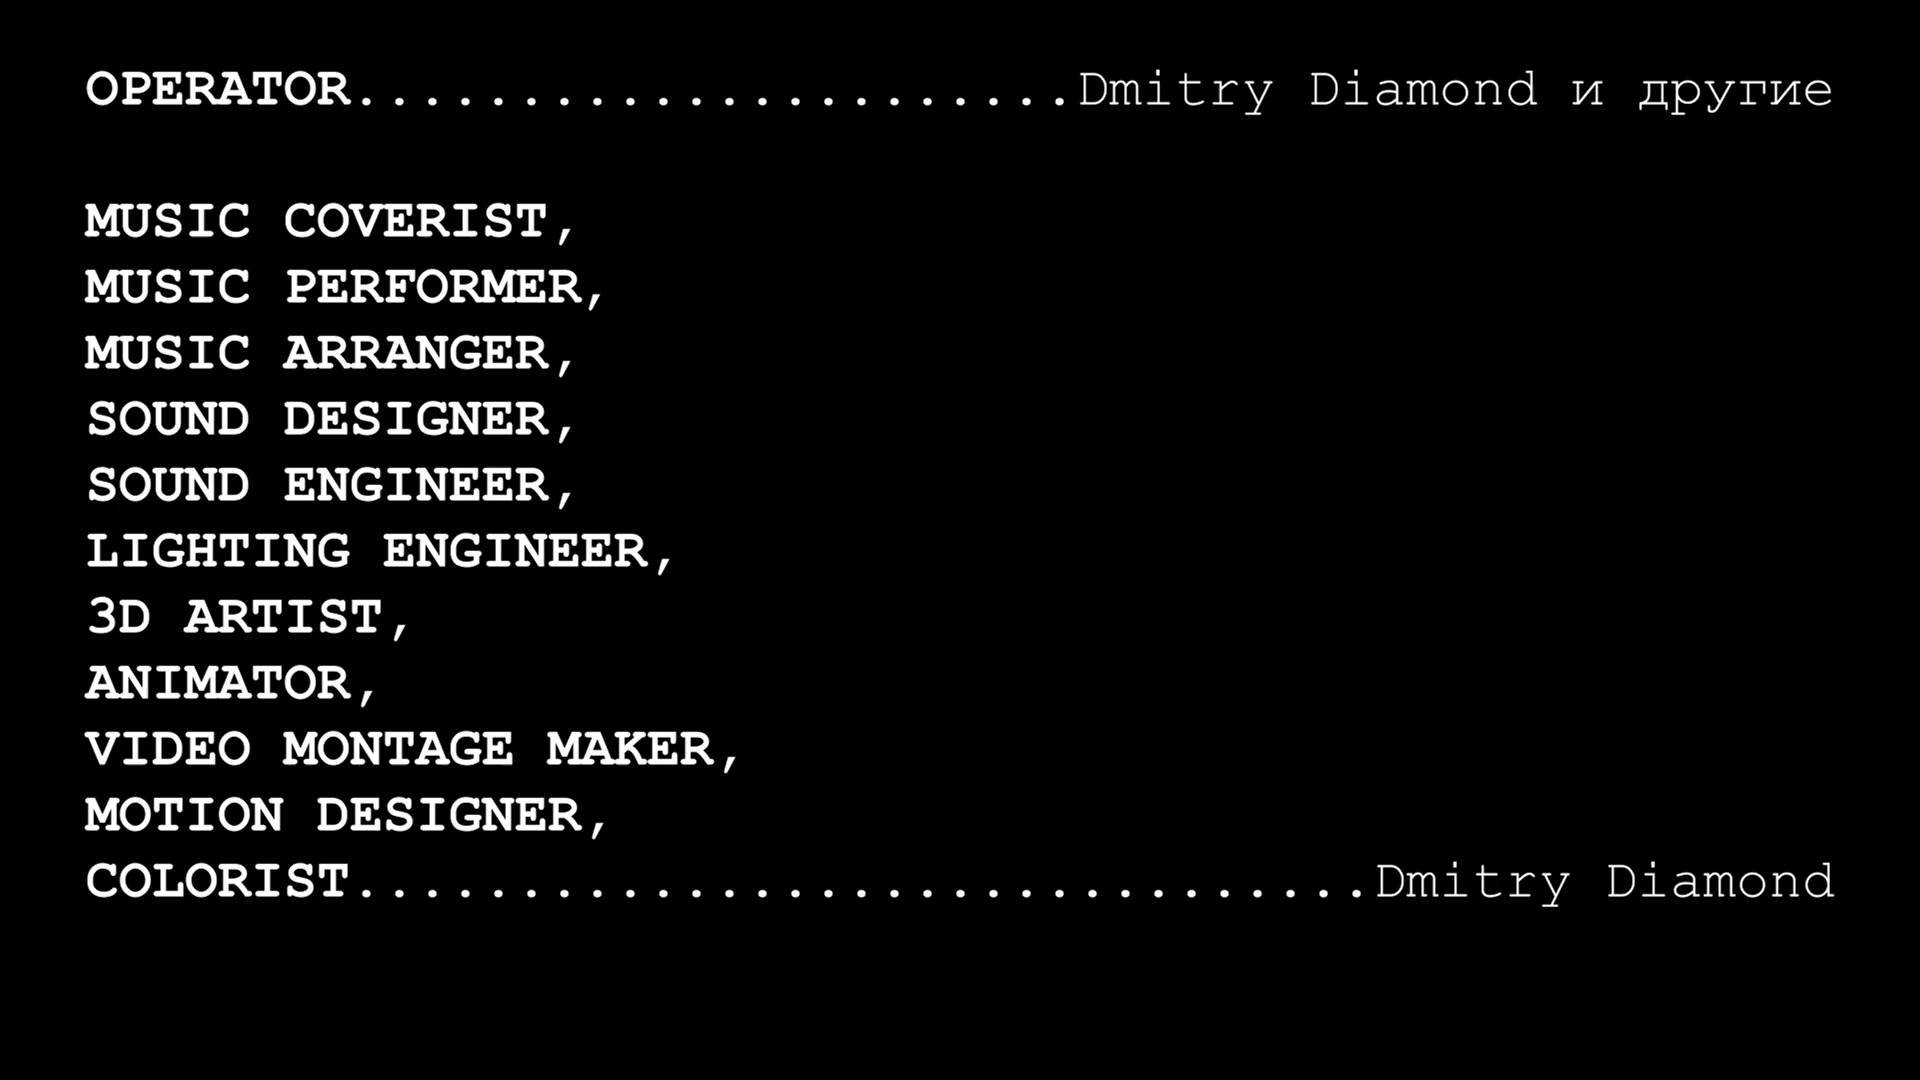 OPERATOR......................Dmitry Diamond и другие
MUSIC COVERIST,
MUSIC PERFORMER,
MUSIC ARRANGER,
SOUND DESIGNER,
SOUND ENGINEER,
LIGHTING ENGINEER,
3D ARTIST,
ANIMATOR,
VIDEO MONTAGE MAKER,
MOTION DESIGNER,
COLORIST...............................Dmitry Diamond